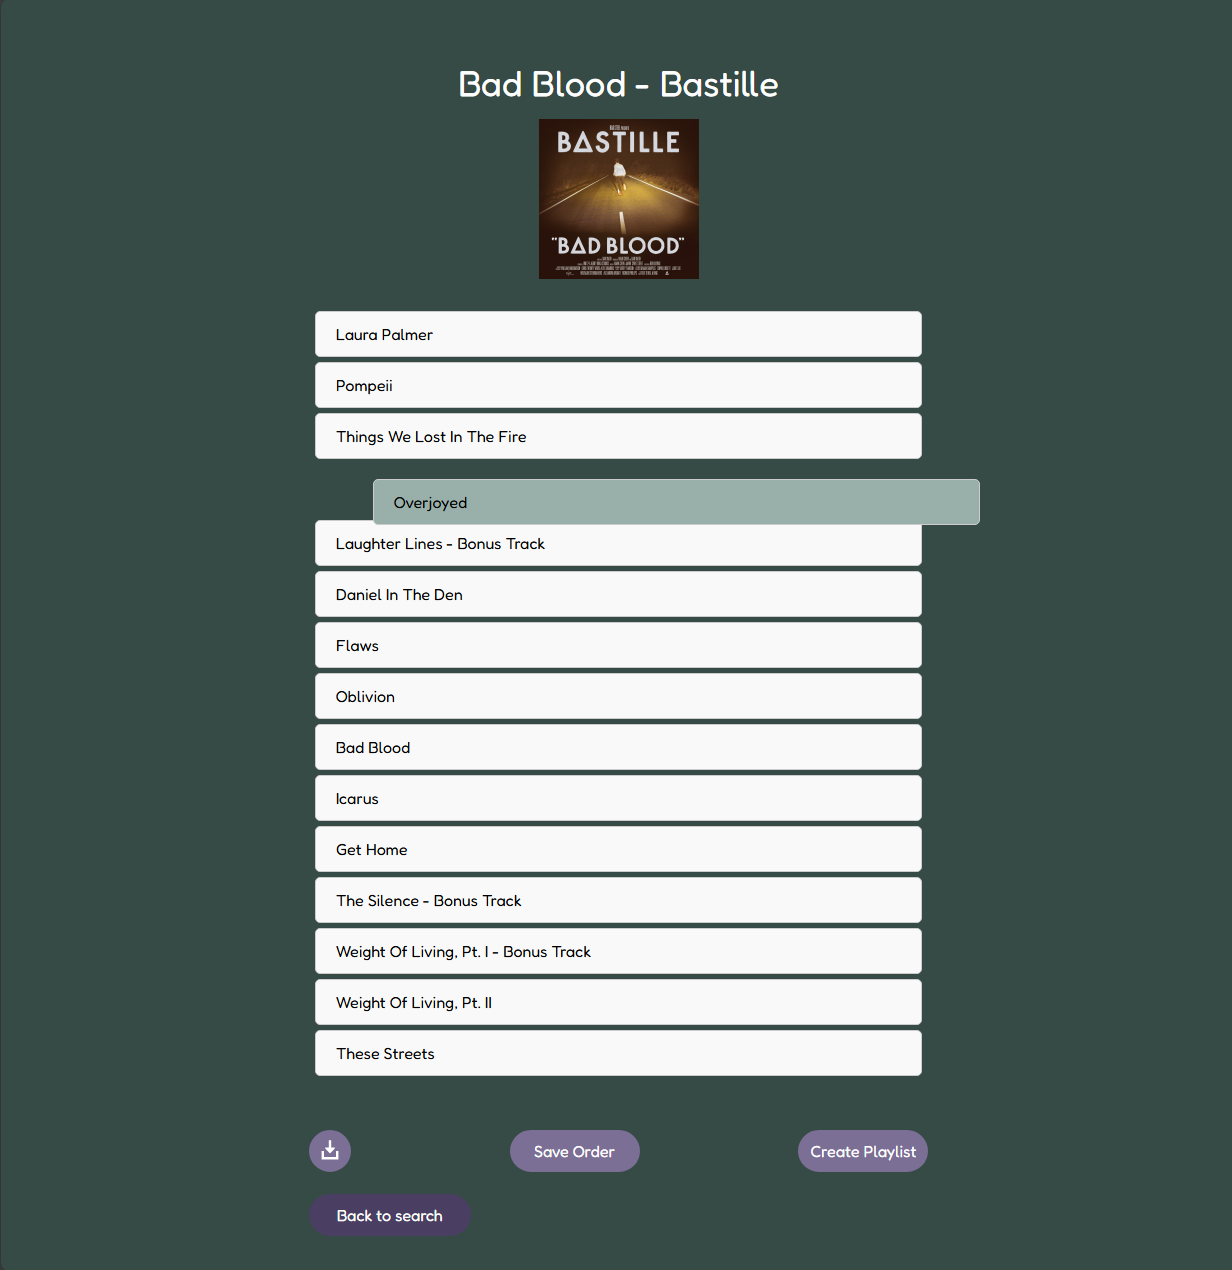 Bad Blood - Bastille
BASTILLE
"BAD BLOOD"
Laura Palmer
Pompeii
Things We Lost In The Fire
Overjoyed
Laughter Lines - Bonus Track
Daniel In The Den
Flaws
Oblivion
Bad Blood
Icarus
Get Home
The Silence - Bonus Track
Weight Of Living, Pt. I - Bonus Track
Weight Of Living, Pt. II
These Streets
Save Order
Create Playlist
Back to search